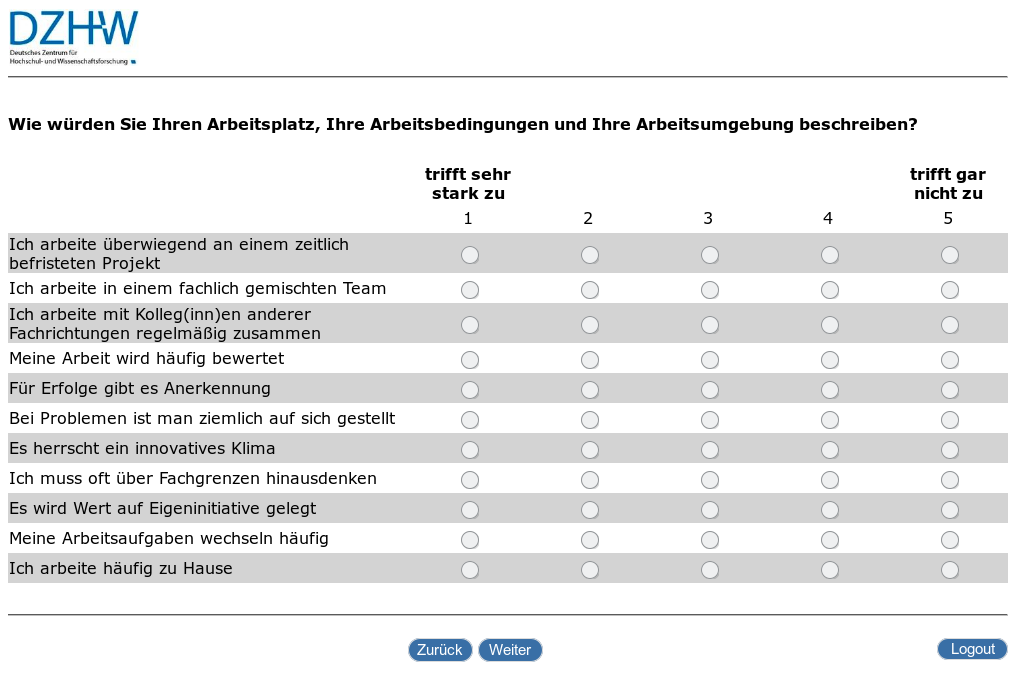 DZHW
Deutsches Zentrum für
Hochschul- und Wissenschaftsforschung
Wie würden Sie Ihren Arbeitsplatz, Ihre Arbeitsbedingungen und Ihre Arbeitsumgebung beschreiben?
trifft sehr trifft gar
stark zu nicht zu
1 2 3 4 5
Ich arbeite überwiegend an einem zeitlich
befristeten Projekt
Ich arbeite in einem fachlich gemischten Team
Ich arbeite mit Kolleg(inn)en anderer
Fachrichtungen regelmäßig zusammen
Meine Arbeit wird häufig bewertet
Für Erfolge gibt es Anerkennung
Bei Problemen ist man ziemlich auf sich gestellt
Es herrscht ein innovatives Klima
Ich muss oft über Fachgrenzen hinausdenken
Es wird Wert auf Eigeninitiative gelegt
Meine Arbeitsaufgaben wechseln häufig
Ich arbeite häufig zu Hause
Zurück Weiter Logout